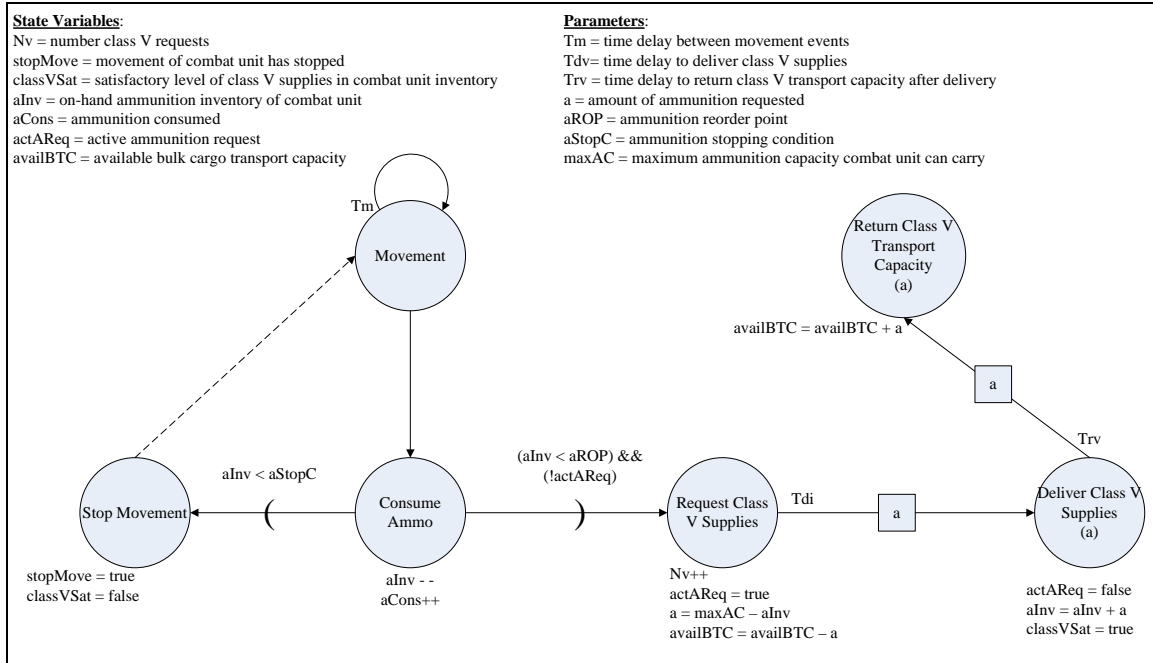 State Variables:
Nv = number class V requests
stopMove = movement of combat unit has stopped
classVSat = satisfactory level of class V supplies in combat unit inventory
aInv = on-hand ammunition inventory of combat unit
aCons = ammunition consumed
actAReq = active ammunition request
availBTC = available bulk cargo transport capacity
Parameters:
Tm = time delay between movement events
Tdv= time delay to deliver class V supplies
Trv = time delay to return class V transport capacity after delivery
a = amount of ammunition requested
aROP = ammunition reorder point
aStopC = ammunition stopping condition
maxAC = maximum ammunition capacity combat unit can carry
Tm
Movement
Return Class V
Transport
Capacity
(a)
availBTC = availBTC + a
a
Trv
aInv < aStopC
(aInv < aROP) &&
(!actAReq)
Stop Movement
(
Consume
Ammo
)
Request Class
V Supplies
Tdi
a
Deliver Class V
Supplies
(a)
stopMove = true
classVSat = false
aInv - -
aCons++
Nv++
actAReq = true
a = maxAC – aInv
availBTC = availBTC – a
actAReq = false
aInv = aInv + a
classVSat = true